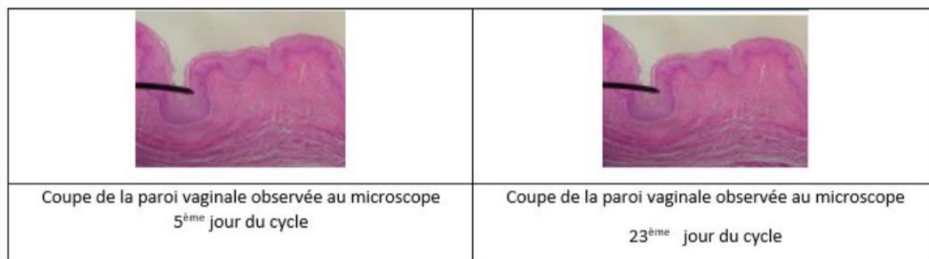 Coupe de la paroi vaginale observée au microscope
5ème jour du cycle
Coupe de la paroi vaginale observée au microscope
23ème jour du cycle